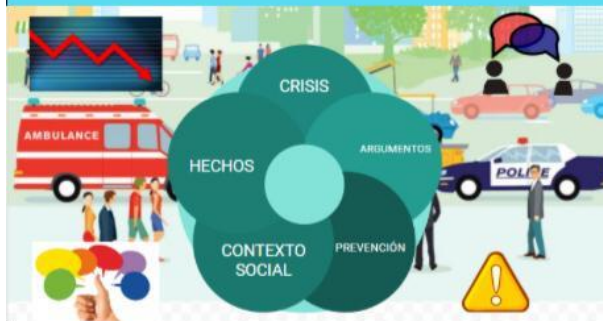 CRISIS
ARGUMENTOS
AMBULANCE
HECHOS
POLICE
CONTEXTO
SOCIAL
PREVENCIÓN